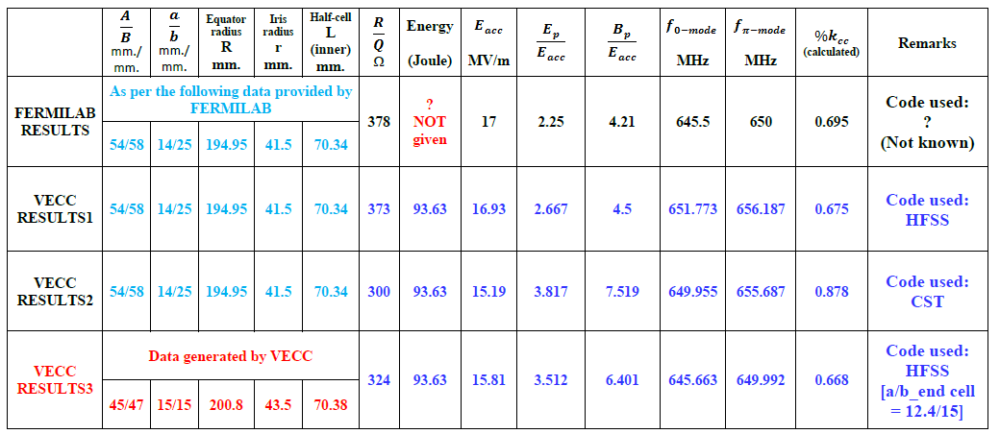 A/B mm./ mm. | a/b mm./ mm. | Equator radius R mm. | Iris radius r mm. | Half-cell L (inner) mm. | R/Q Ω | Energy (Joule) | E_acc MV/m | E_p/E_acc | B_p/E_acc | f_0−mode MHz | f_π−mode MHz | %k_cc (calculated) | Remarks
FERMILAB RESULTS | As per the following data provided by FERMILAB | 378 | ? NOT given | 17 | 2.25 | 4.21 | 645.5 | 650 | 0.695 | Code used: ? (Not known)
54/58 | 14/25 | 194.95 | 41.5 | 70.34
VECC RESULTS1 | 54/58 | 14/25 | 194.95 | 41.5 | 70.34 | 373 | 93.63 | 16.93 | 2.667 | 4.5 | 651.773 | 656.187 | 0.675 | Code used: HFSS
VECC RESULTS2 | 54/58 | 14/25 | 194.95 | 41.5 | 70.34 | 300 | 93.63 | 15.19 | 3.817 | 7.519 | 649.955 | 655.687 | 0.878 | Code used: CST
VECC RESULTS3 | Data generated by VECC | 324 | 93.63 | 15.81 | 3.512 | 6.401 | 645.663 | 649.992 | 0.668 | Code used: HFSS [a/b_end cell = 12.4/15]
45/47 | 15/15 | 200.8 | 43.5 | 70.38